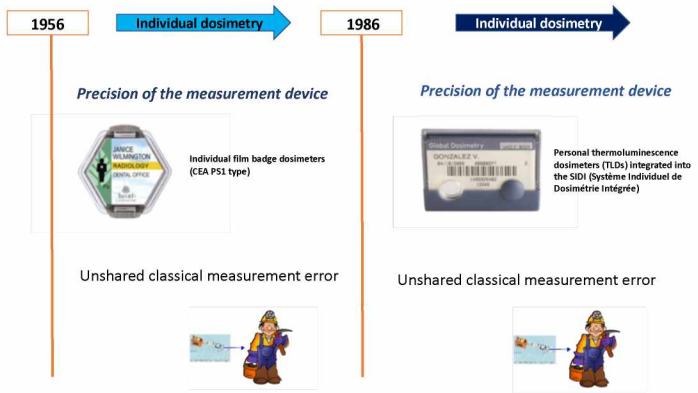 1956
Individual dosimetry
1986
Individual dosimetry
Precision of the measurement device
Precision of the measurement device
JANICE
WILMINGTON
RADIOLOGY
DENTAL OFFICE
Individual film badge dosimeters
(CEA PS1 type)
Global Dosimetry
GONZALEZ V.
Personal thermoluminescence
dosimeters (TLDs) integrated into
the SIDI (Système Individuel de
Dosimétrie Intégrée)
Unshared classical measurement error
Unshared classical measurement error